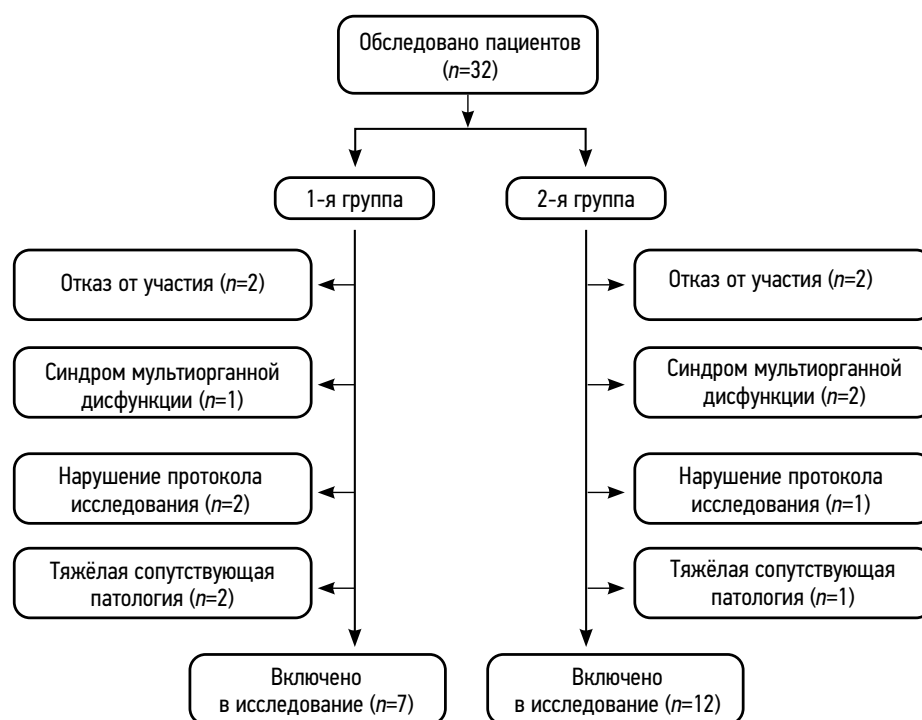 Обследовано пациентов
(n=32)
1-я группа
2-я группа
Отказ от участия (n=2)
Отказ от участия (n=2)
Синдром мультиорганной
дисфункции (n=1)
Синдром мультиорганной
дисфункции (n=2)
Нарушение протокола
исследования (n=2)
Нарушение протокола
исследования (n=1)
Тяжёлая сопутствующая
патология (n=2)
Тяжёлая сопутствующая
патология (n=1)
Включено
в исследование (n=7)
Включено
в исследование (n=12)